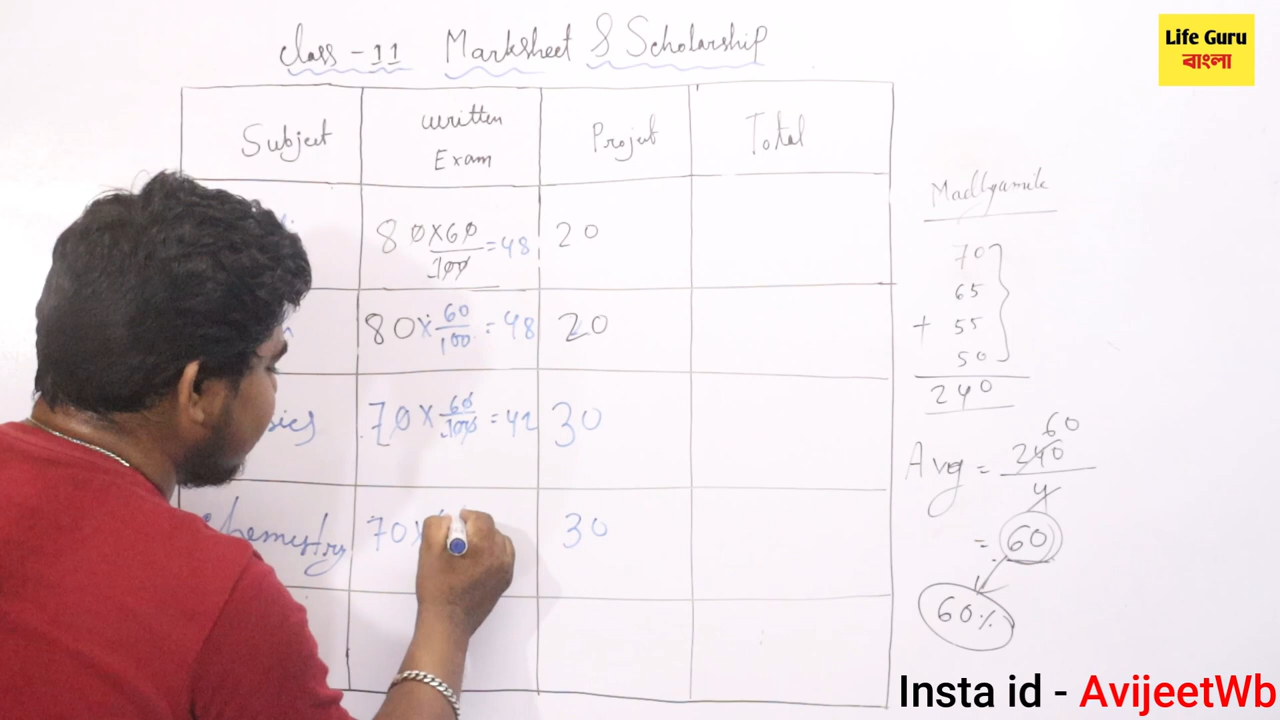 Class - 11 Marksheet & Scholarship
Life Guru
বাংলা
Subject
written
Exam
Project
Total
80 × 60
100
= 48
20
80 × 60
100
= 48
20
70 × 60
100
= 42
30
Chemistry
70 ×
30
Madhyamik
70
65
+ 55
50
240
60
Avg = 240
4
= 60
60%
Insta id - AvijeetWb